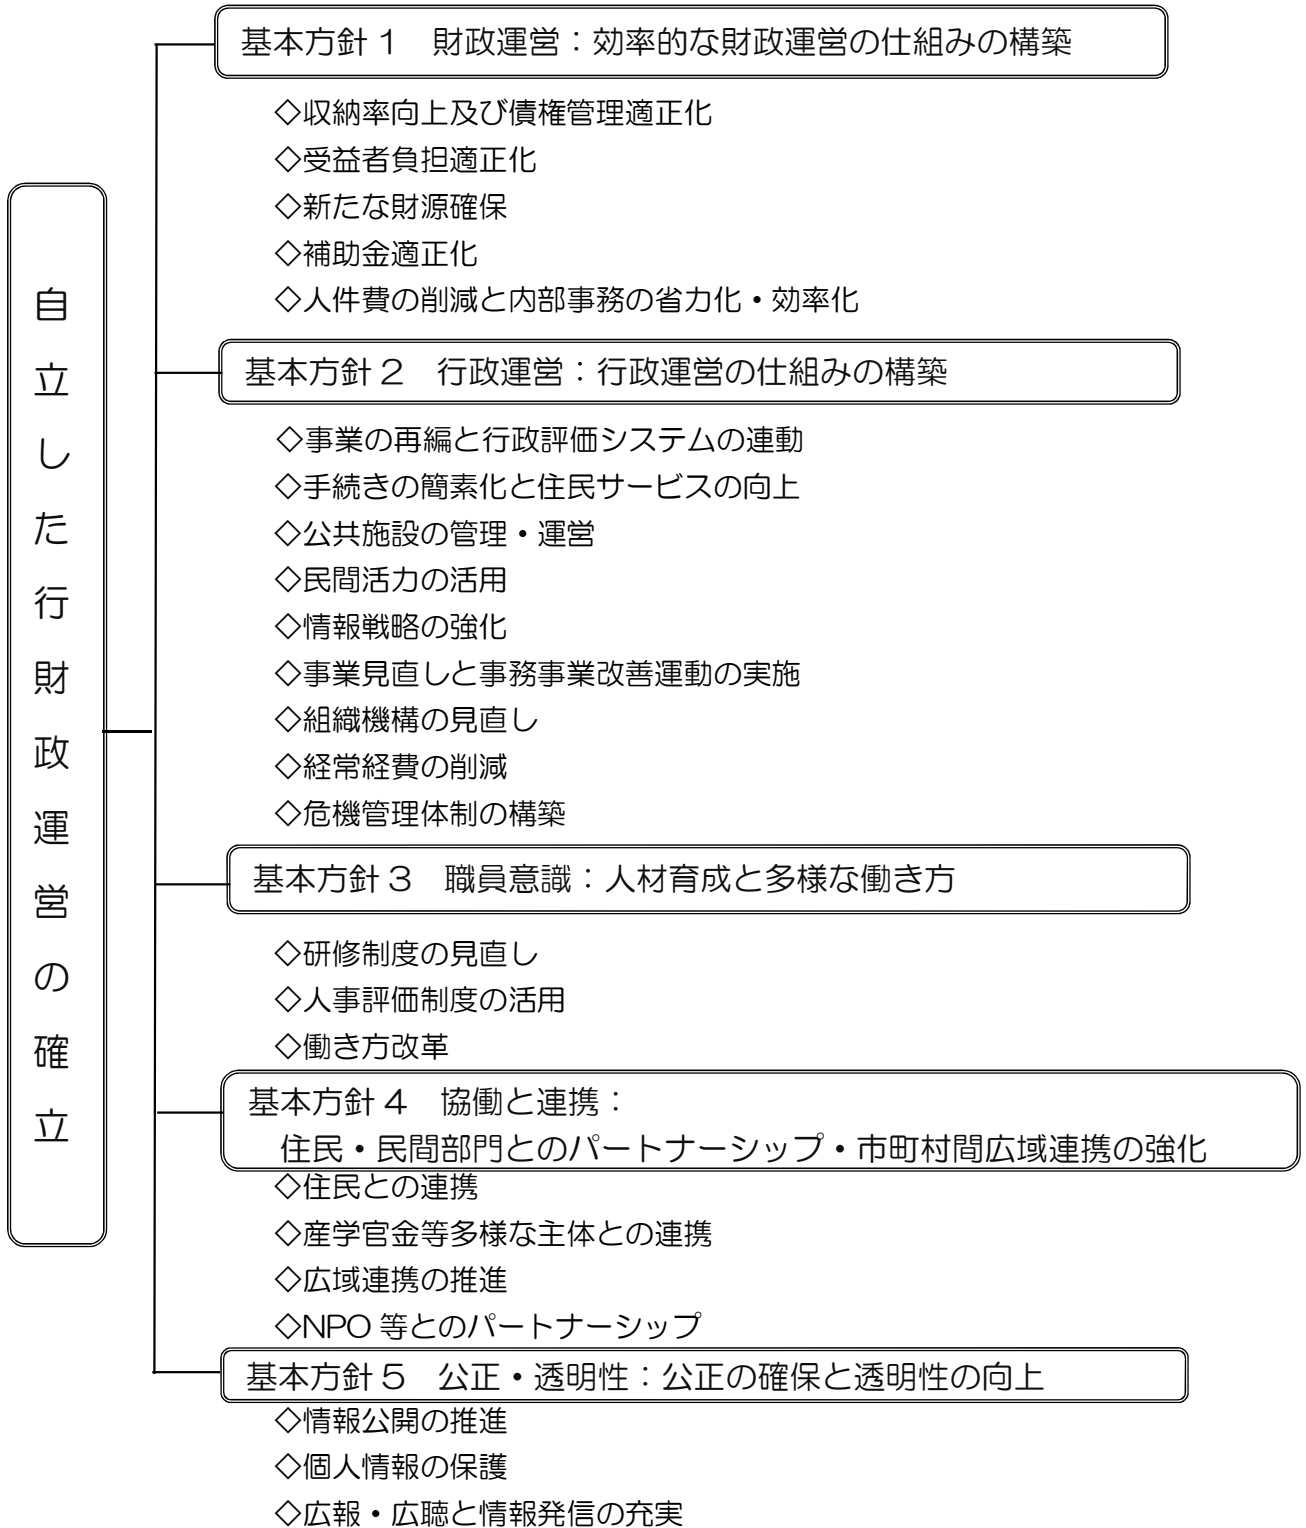 自立した行財政運営の確立
基本方針１　財政運営：効率的な財政運営の仕組みの構築
◇収納率向上及び債権管理適正化
◇受益者負担適正化
◇新たな財源確保
◇補助金適正化
◇人件費の削減と内部事務の省力化・効率化
基本方針２　行政運営：行政運営の仕組みの構築
◇事業の再編と行政評価システムの連動
◇手続きの簡素化と住民サービスの向上
◇公共施設の管理・運営
◇民間活力の活用
◇情報戦略の強化
◇事業見直しと事務事業改善運動の実施
◇組織機構の見直し
◇経常経費の削減
◇危機管理体制の構築
基本方針３　職員意識：人材育成と多様な働き方
◇研修制度の見直し
◇人事評価制度の活用
◇働き方改革
基本方針４　協働と連携：
住民・民間部門とのパートナーシップ・市町村間広域連携の強化
◇住民との連携
◇産学官金等多様な主体との連携
◇広域連携の推進
◇NPO 等とのパートナーシップ
基本方針５　公正・透明性：公正の確保と透明性の向上
◇情報公開の推進
◇個人情報の保護
◇広報・広聴と情報発信の充実